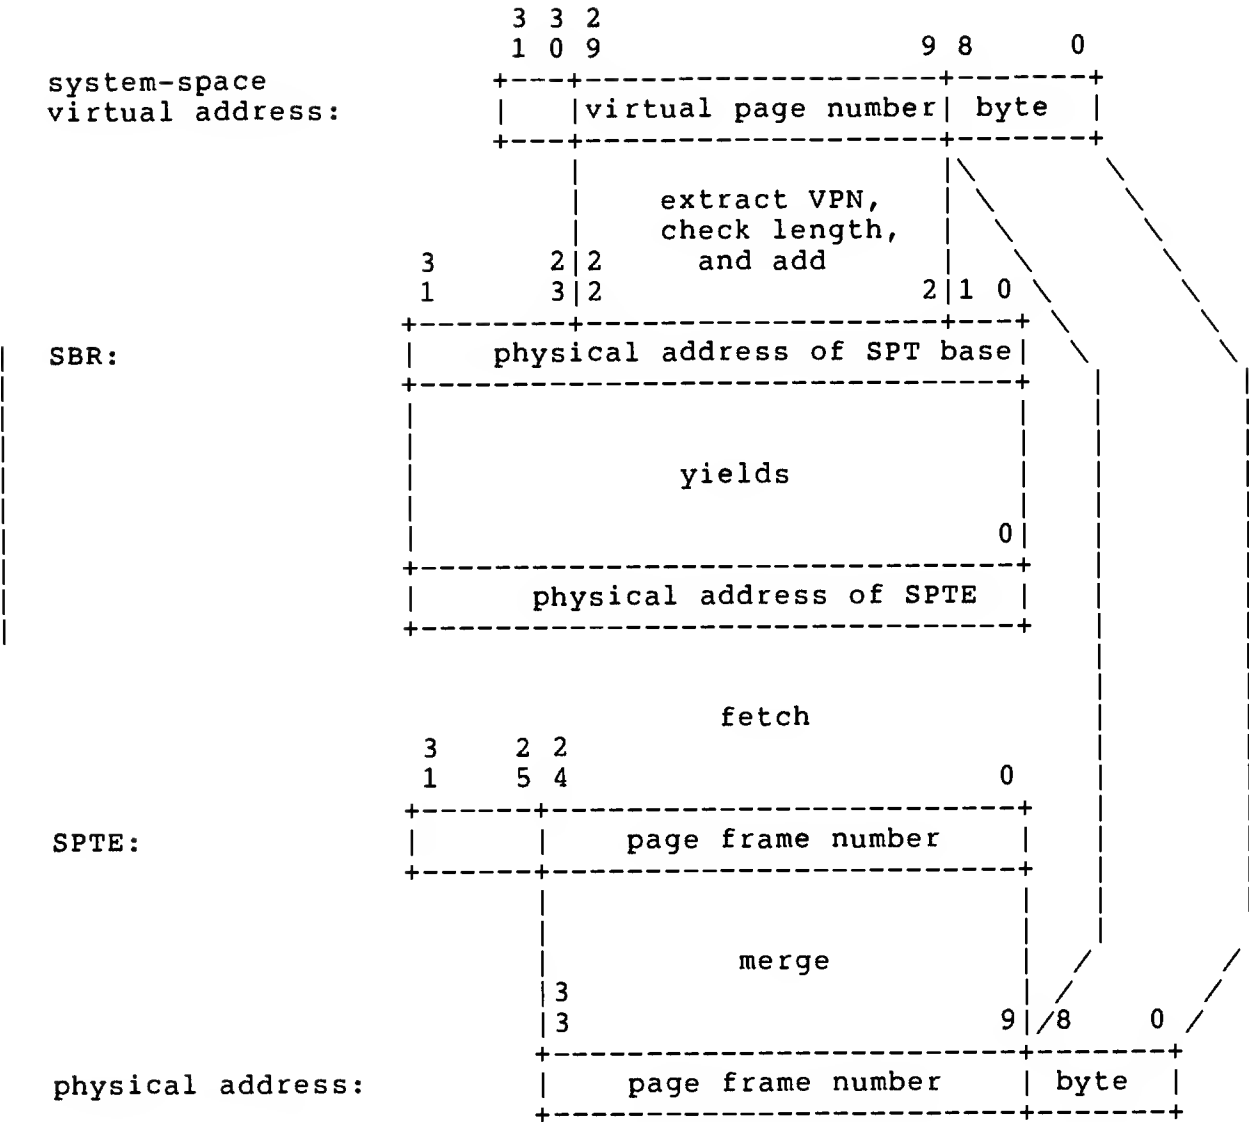 3 3 2
1 0 9 9 8 0
system-space
virtual address: | |virtual page number| byte |
extract VPN,
check length,
3 2|2 and add
1 3|2 2|1 0
SBR: | physical address of SPT base|
yields
0|
| physical address of SPTE |
fetch
3 2 2
1 5 4 0
SPTE: | | page frame number |
merge
|3
|3 9|/8 0
physical address: | page frame number | byte |